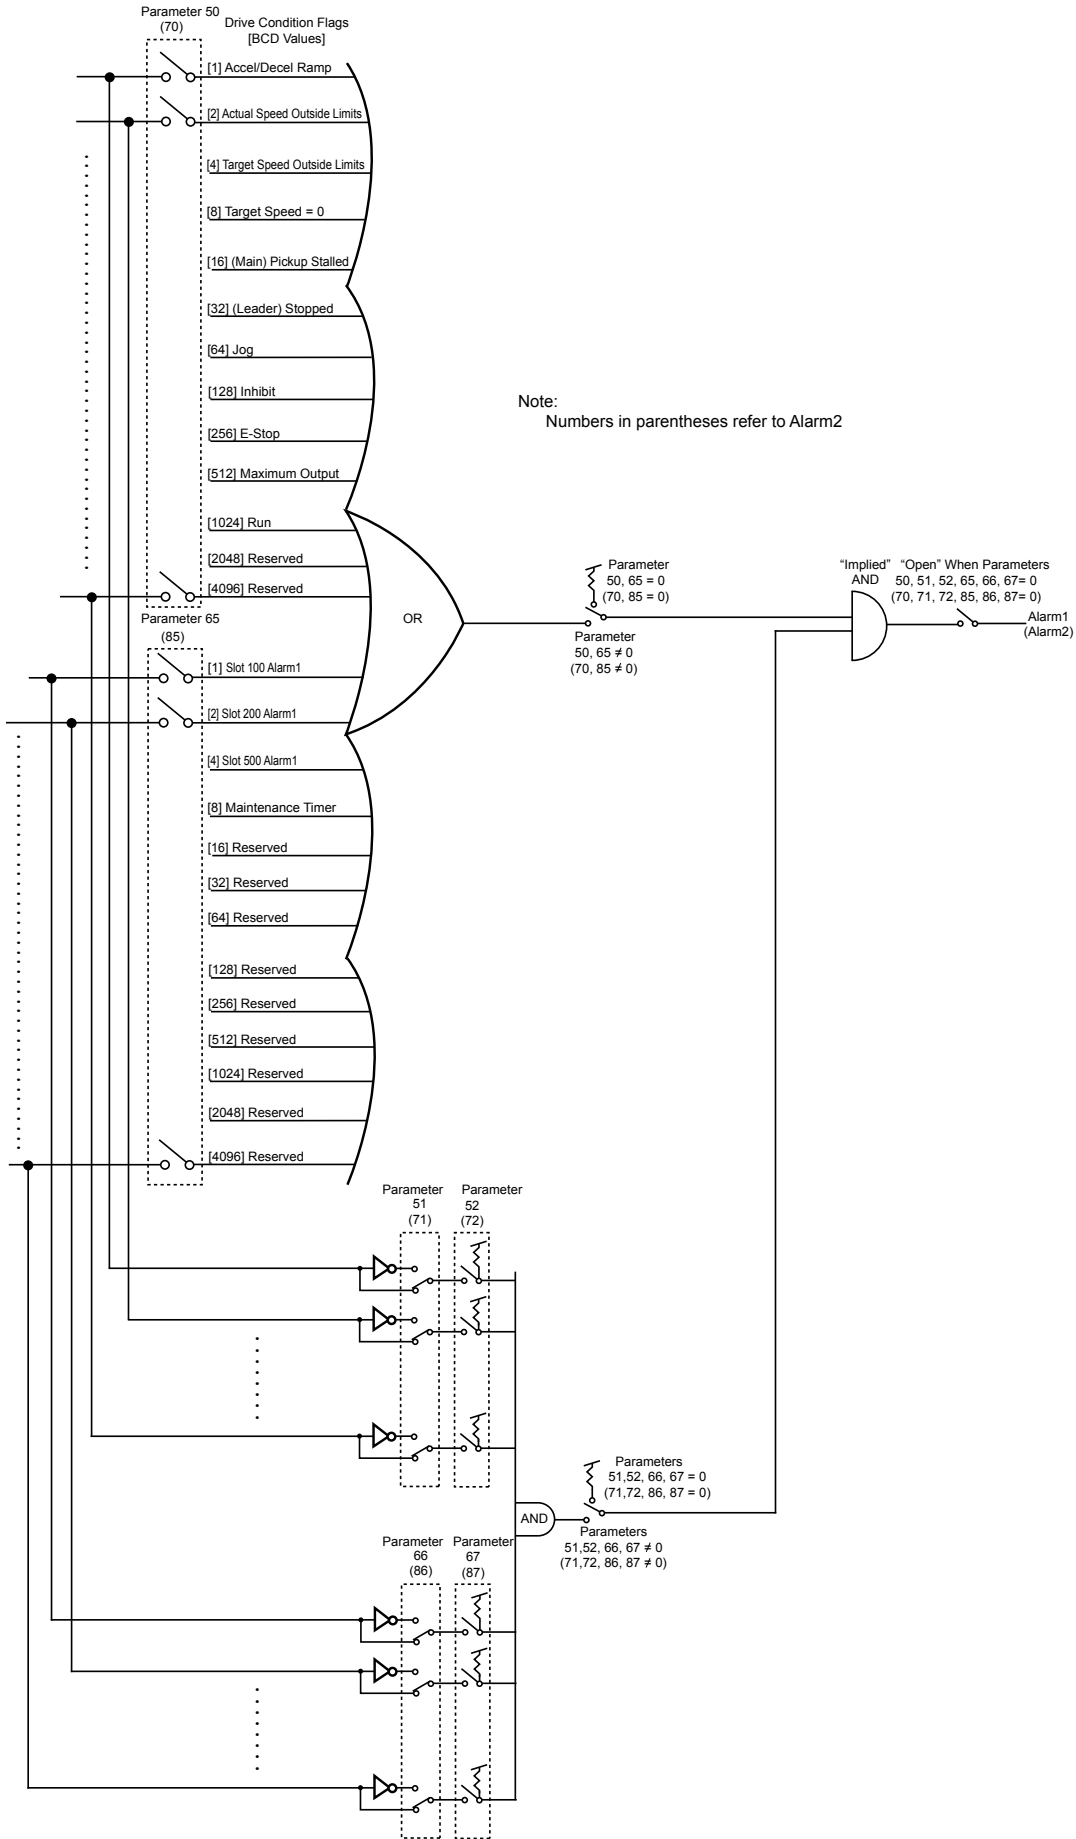 Parameter 50
(70)
Drive Condition Flags
[BCD Values]
[1] Accel/Decel Ramp
[2] Actual Speed Outside Limits
[4] Target Speed Outside Limits
[8] Target Speed = 0
[16] (Main) Pickup Stalled
[32] (Leader) Stopped
[64] Jog
[128] Inhibit
[256] E-Stop
[512] Maximum Output
[1024] Run
[2048] Reserved
[4096] Reserved
Note:
Numbers in parentheses refer to Alarm2
OR
Parameter
50, 65 = 0
(70, 85 = 0)
Parameter
50, 65 ≠ 0
(70, 85 ≠ 0)
“Implied”
AND
“Open” When Parameters
50, 51, 52, 65, 66, 67= 0
(70, 71, 72, 85, 86, 87= 0)
Alarm1
(Alarm2)
Parameter 65
(85)
[1] Slot 100 Alarm1
[2] Slot 200 Alarm1
[4] Slot 500 Alarm1
[8] Maintenance Timer
[16] Reserved
[32] Reserved
[64] Reserved
[128] Reserved
[256] Reserved
[512] Reserved
[1024] Reserved
[2048] Reserved
[4096] Reserved
Parameter
51
(71)
Parameter
52
(72)
AND
Parameters
51,52, 66, 67 = 0
(71,72, 86, 87 = 0)
Parameters
51,52, 66, 67 ≠ 0
(71,72, 86, 87 ≠ 0)
Parameter
66
(86)
Parameter
67
(87)